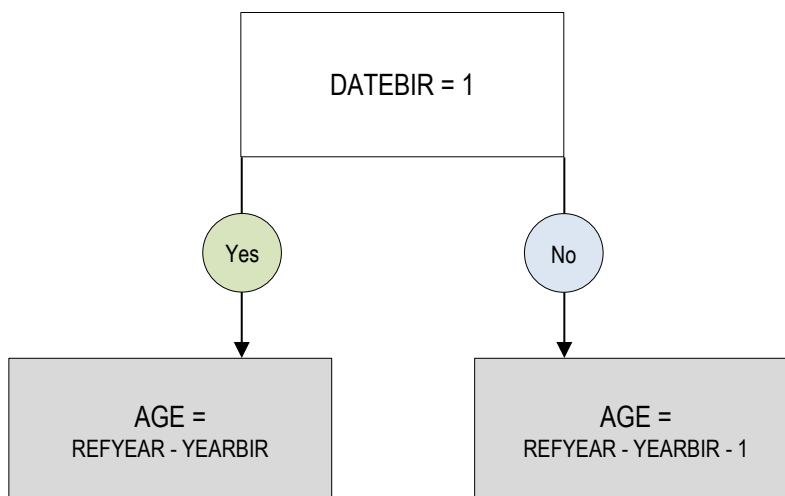 DATEBIR = 1
Yes
No
AGE =
REFYEAR - YEARBIR
AGE =
REFYEAR - YEARBIR - 1